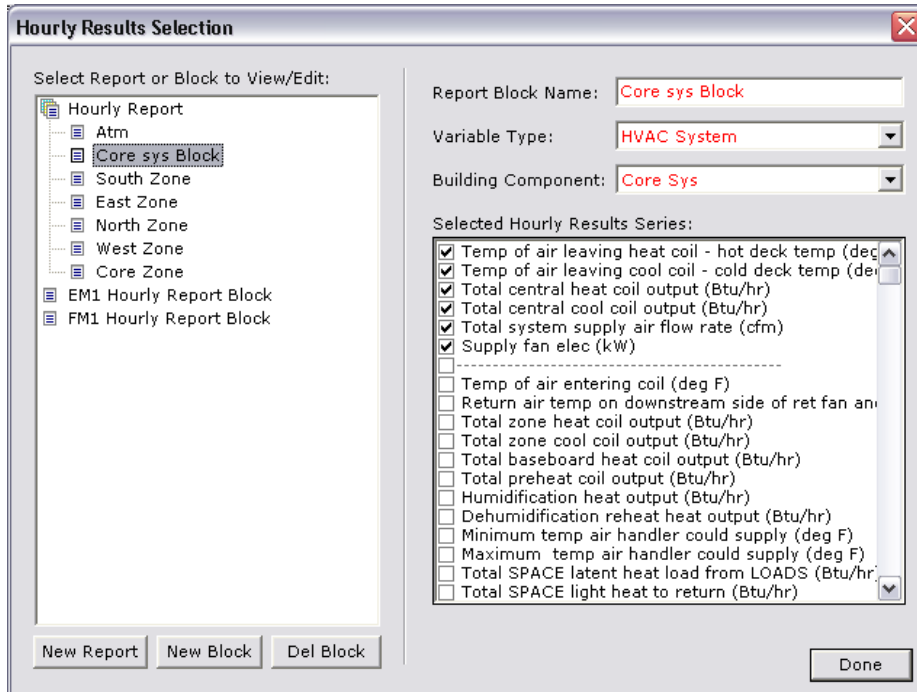 Hourly Results Selection
Select Report or Block to View/Edit:
Hourly Report
Atm
Core sys Block
South Zone
East Zone
North Zone
West Zone
Core Zone
EM1 Hourly Report Block
FM1 Hourly Report Block
New Report
New Block
Del Block
Report Block Name: Core sys Block
Variable Type: HVAC System
Building Component: Core Sys
Selected Hourly Results Series:
Temp of air leaving heat coil - hot deck temp (deg
Temp of air leaving cool coil - cold deck temp (de
Total central heat coil output (Btu/hr)
Total central cool coil output (Btu/hr)
Total system supply air flow rate (cfm)
Supply fan elec (kW)
----------------------------------------
Temp of air entering coil (deg F)
Return air temp on downstream side of ret fan an
Total zone heat coil output (Btu/hr)
Total zone cool coil output (Btu/hr)
Total baseboard heat coil output (Btu/hr)
Total preheat coil output (Btu/hr)
Humidification heat output (Btu/hr)
Dehumidification reheat heat output (Btu/hr)
Minimum temp air handler could supply (deg F)
Maximum temp air handler could supply (deg F)
Total SPACE latent heat load from LOADS (Btu/hr
Total SPACE light heat to return (Btu/hr)
Done